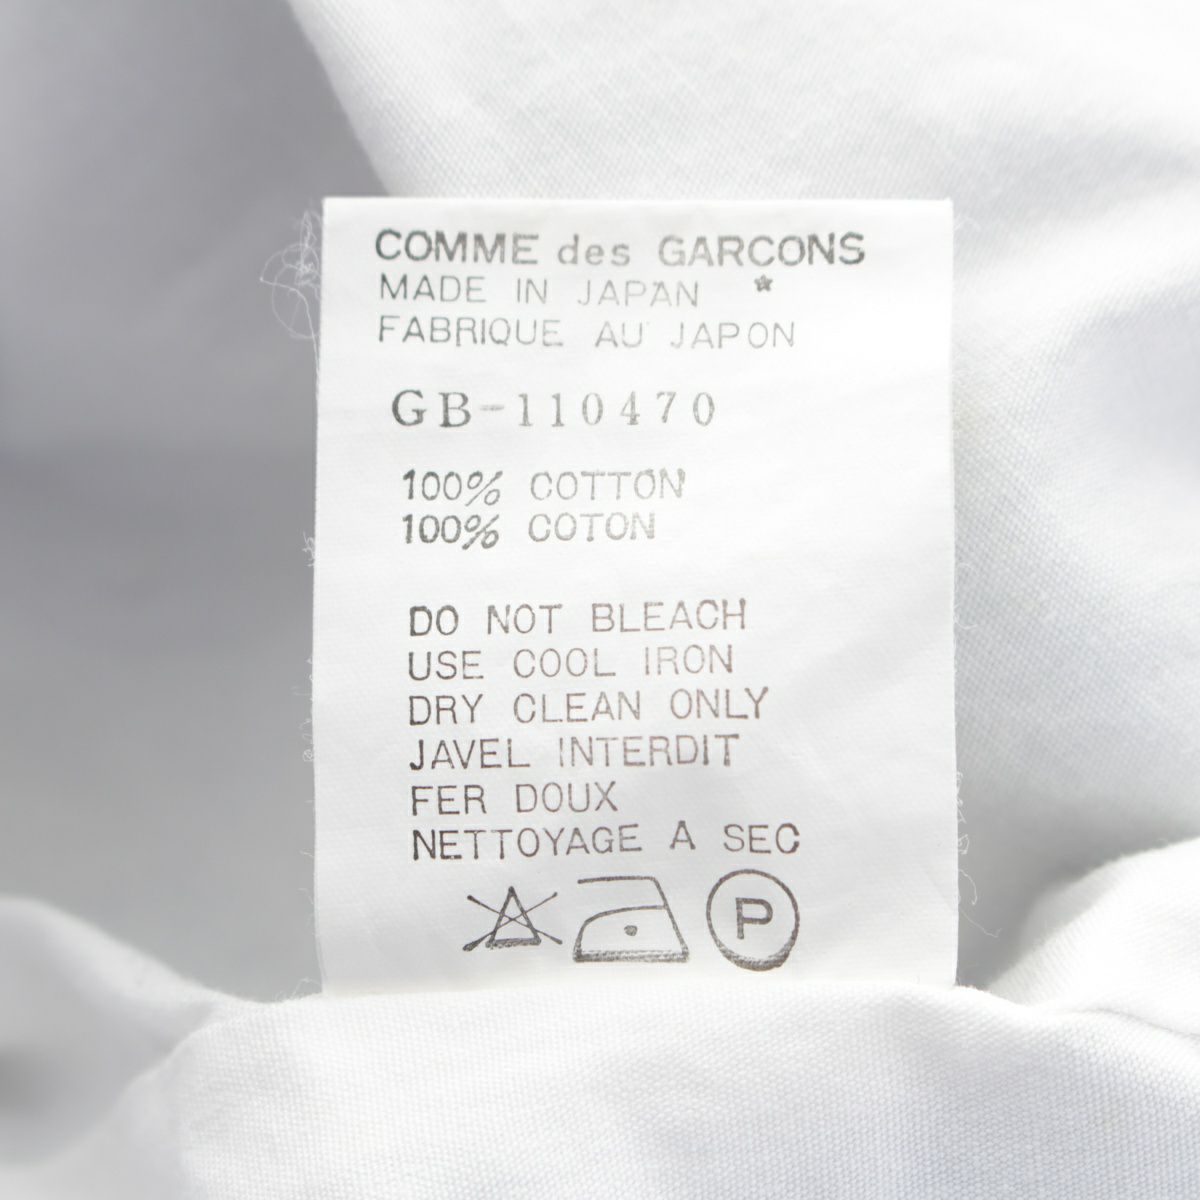 COMME des GARCONS
MADE IN JAPAN *
FABRIQUE AU JAPON
GB-110470
100% COTTON
100% COTON
DO NOT BLEACH
USE COOL IRON
DRY CLEAN ONLY
JAVEL INTERDIT
FER DOUX
NETTOYAGE A SEC
P